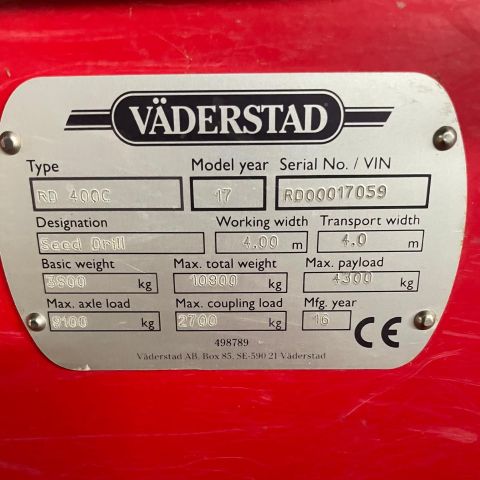 VÄDERSTAD
Type Model year Serial No. / VIN
RD 400C 17 RD00017059
Designation Working width Transport width
Seed Drill 4.00 m 4.0 m
Basic weight Max. total weight Max. payload
kg 10800 kg 4300 kg
Max. axle load Max. coupling load Mfg. year
8100 kg 2700 kg 16 CE
498789
Väderstad AB, Box 85, SE-590 21 Väderstad